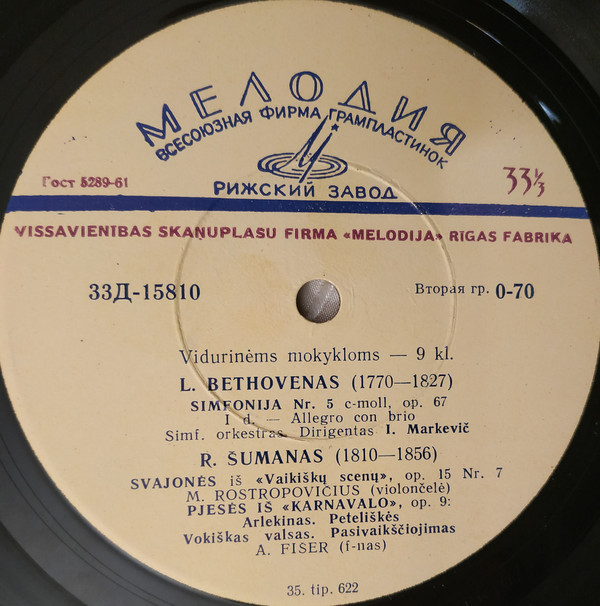 МЕЛОДИЯ
ВСЕСОЮЗНАЯ ФИРМА ГРАМПЛАСТИНОК
Гост 5289-61
РИЖСКИЙ ЗАВОД
33⅓
VISSAVIENĪBAS SKAŅUPLAŠU FIRMA «MELODIJA» RĪGAS FABRIKA
33Д-15810
Вторая гр. 0-70
Vidurinėms mokykloms — 9 kl.
L. BETHOVENAS (1770—1827)
SIMFONIJA Nr. 5 c-moll, op. 67
I d. — Allegro con brio
Simf. orkestras. Dirigentas I. Markevič
R. ŠUMANAS (1810—1856)
SVAJONĖS iš «Vaikiškų scenų», op. 15 Nr. 7
M. ROSTROPOVIČIUS (violončelė)
PJESĖS IŠ «KARNAVALO», op. 9:
Arlekinas. Peteliškės
Vokiškas valsas. Pasivaikščiojimas
A. FIŠER (f-nas)
35. tip. 622